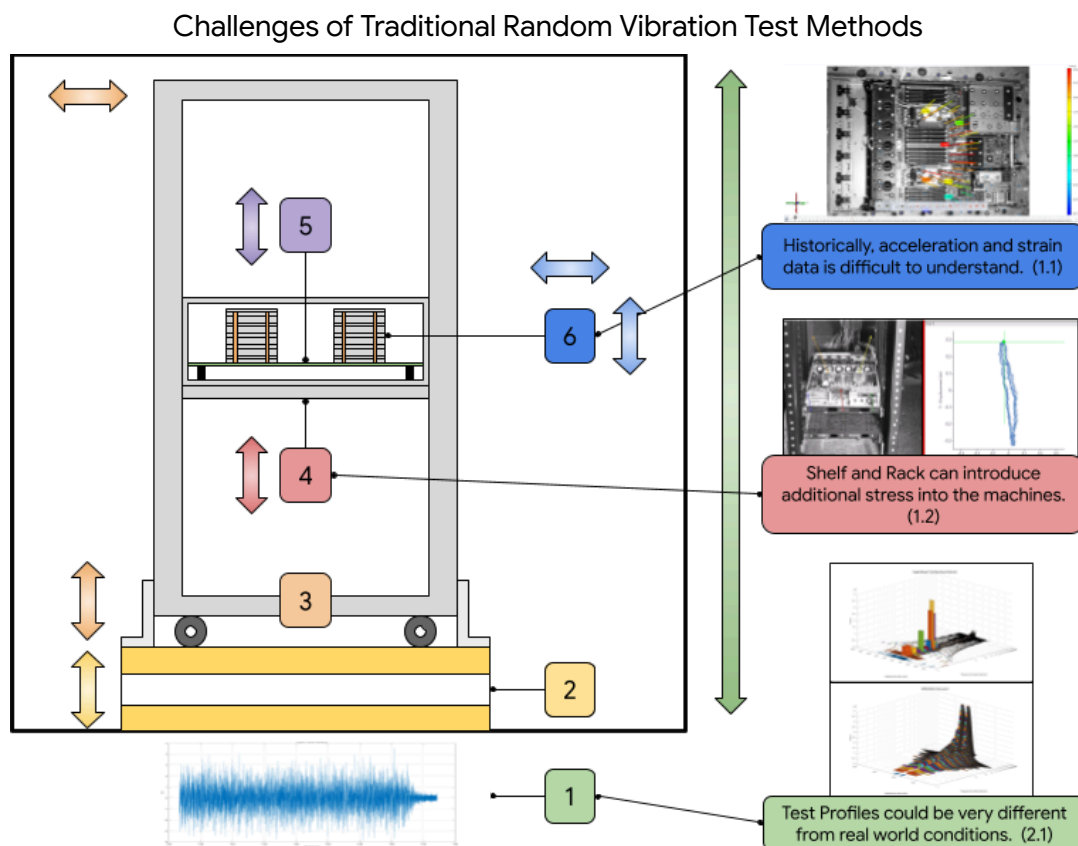 Challenges of Traditional Random Vibration Test Methods
5
Historically, acceleration and strain
data is difficult to understand. (1.1)
6
4
Shelf and Rack can introduce
additional stress into the machines.
(1.2)
3
2
1
Test Profiles could be very different
from real world conditions. (2.1)